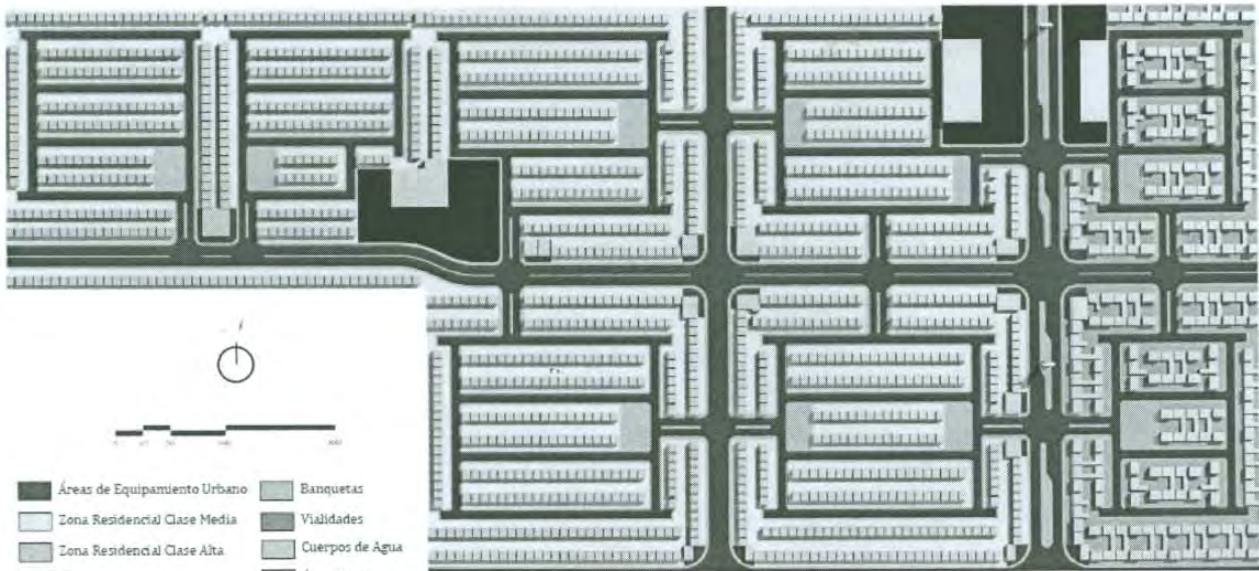 Áreas de Equipamiento Urbano
Banquetas
Zona Residencial Clase Media
Vialidades
Zona Residencial Clase Alta
Cuerpos de Agua